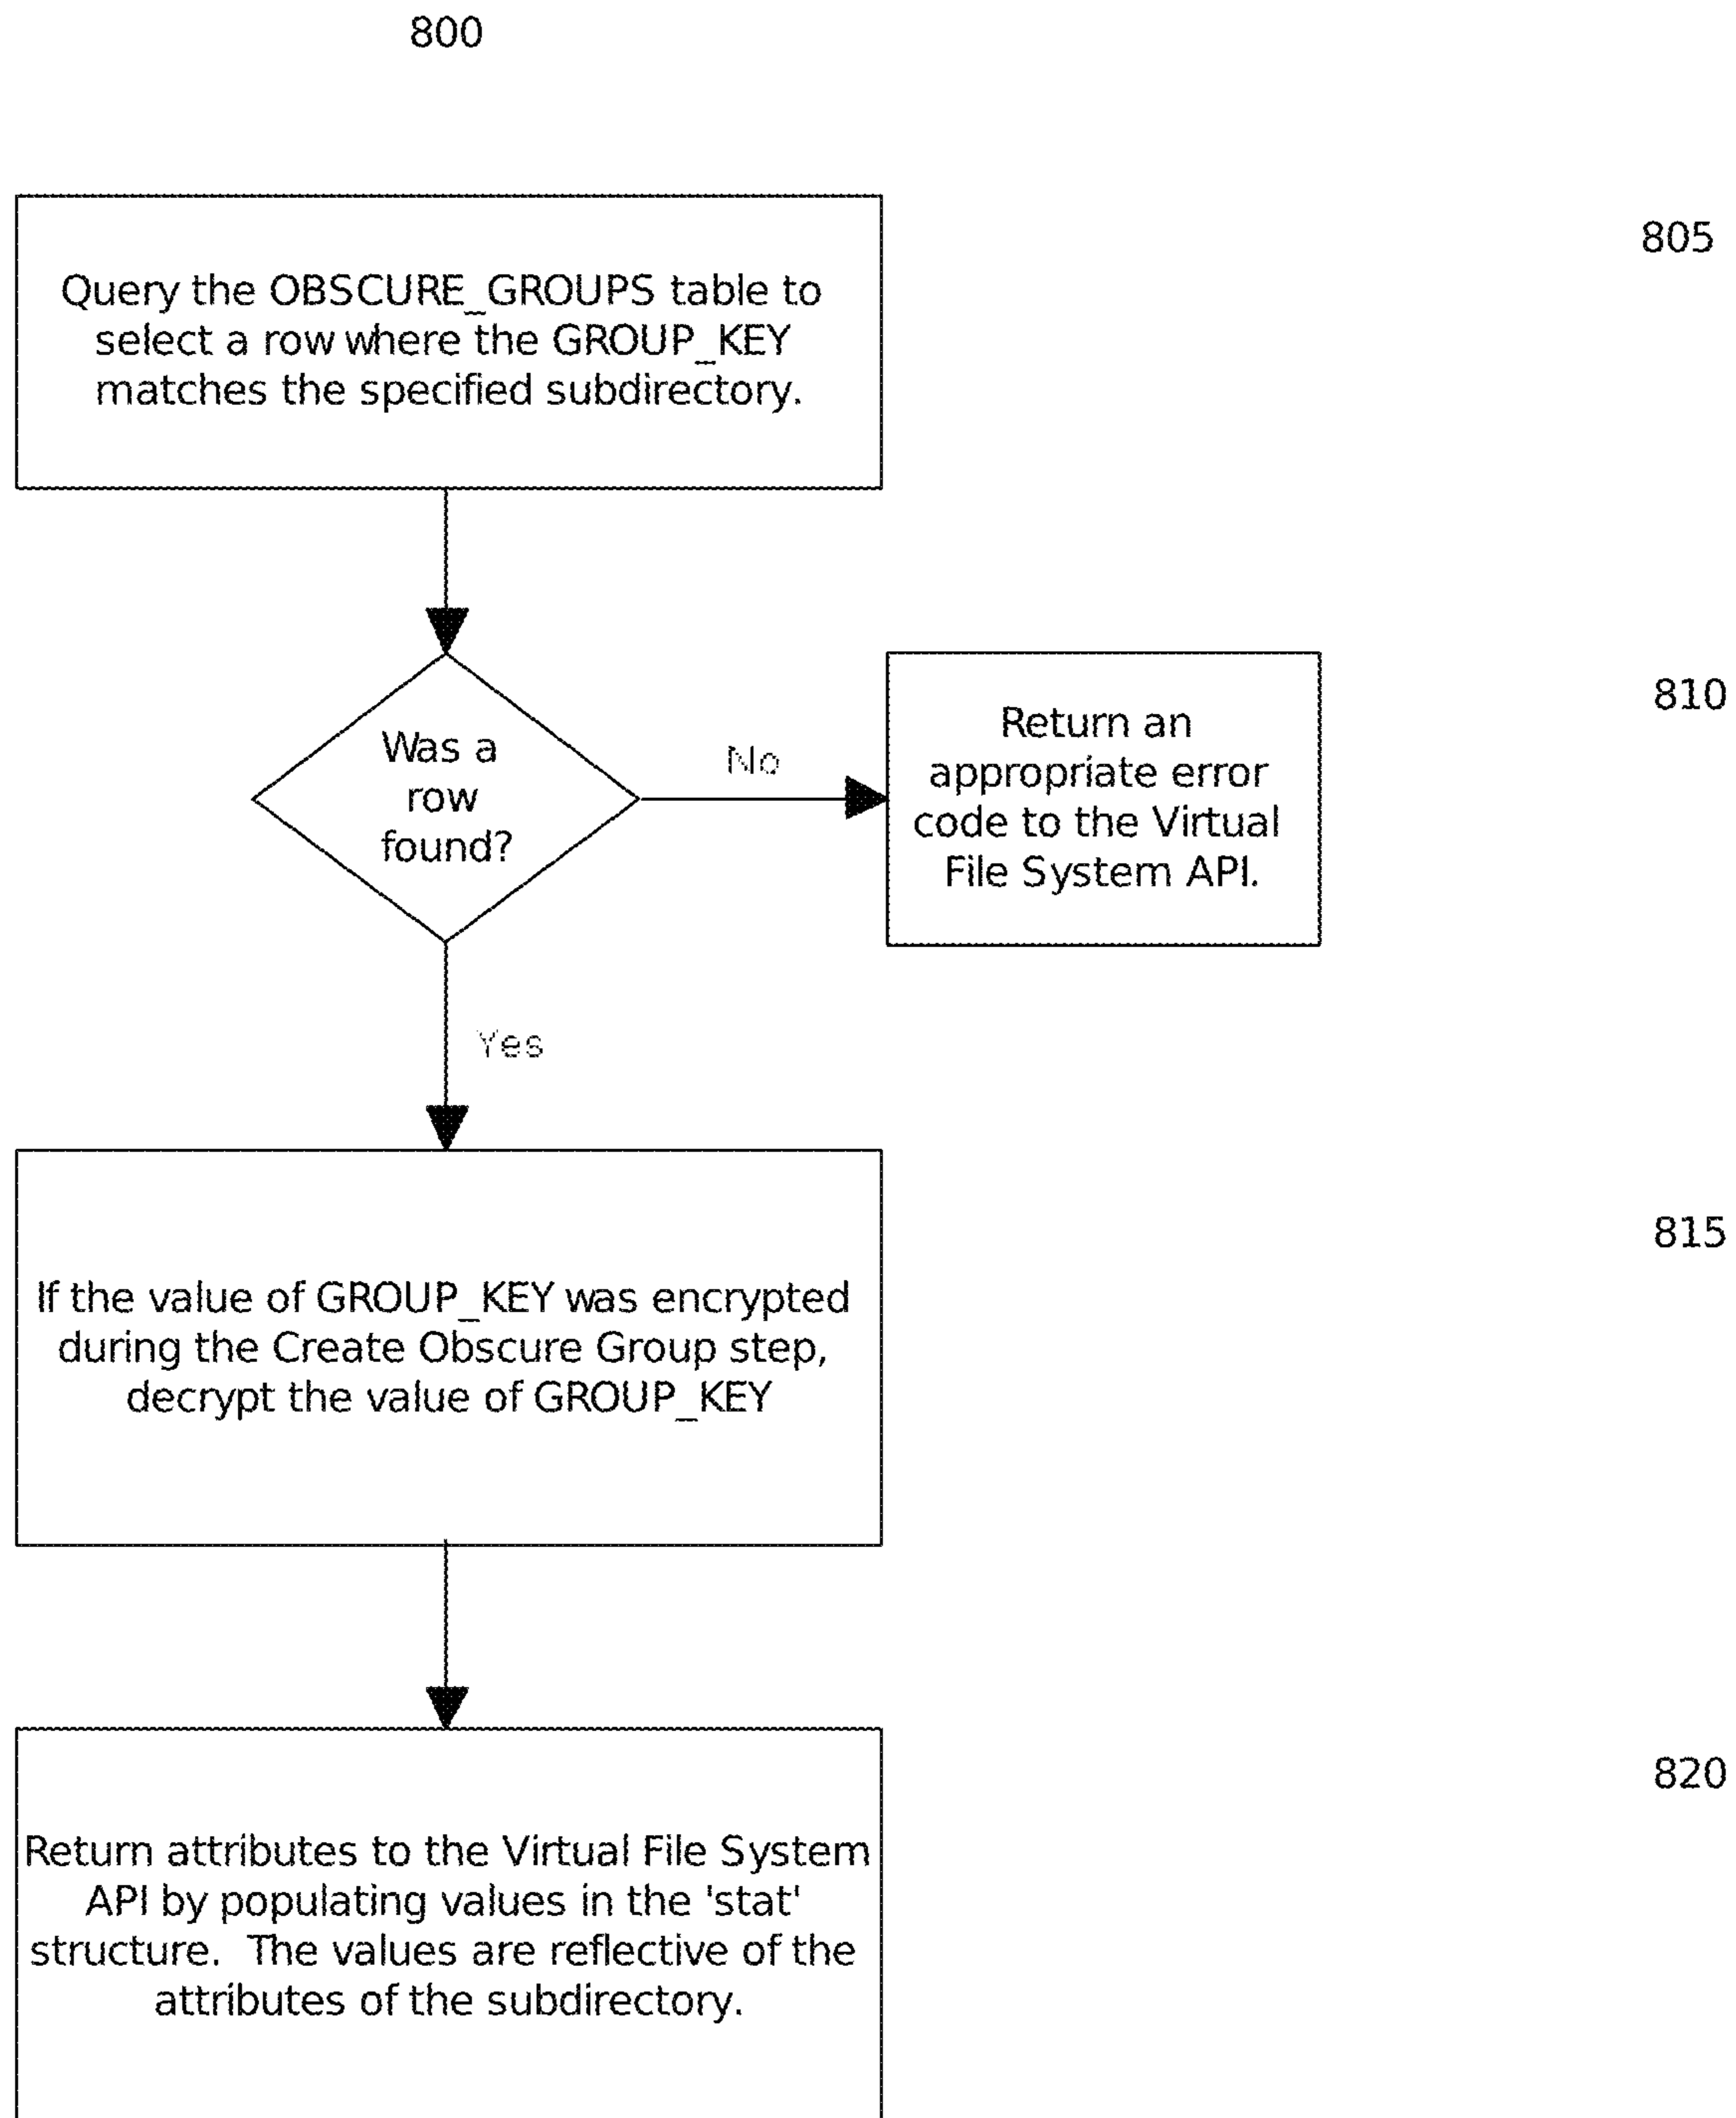 800
805
Query the OBSCURE_GROUPS table to
select a row where the GROUP_KEY
matches the specified subdirectory.
810
Was a
row
found?
No
Return an
appropriate error
code to the Virtual
File System API.
Yes
815
If the value of GROUP_KEY was encrypted
during the Create Obscure Group step,
decrypt the value of GROUP_KEY
820
Return attributes to the Virtual File System
API by populating values in the 'stat'
structure.  The values are reflective of the
attributes of the subdirectory.